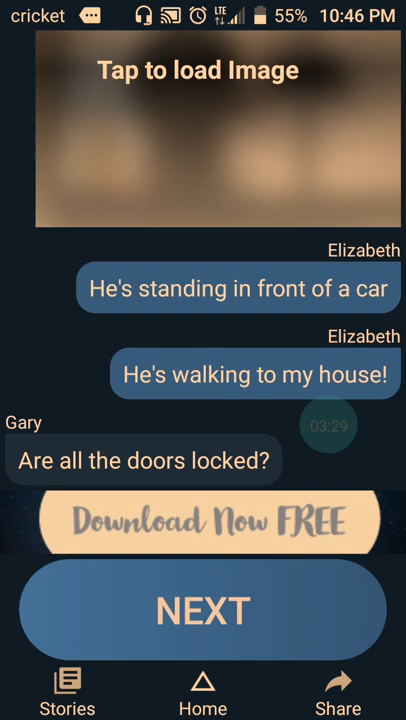 cricket LTE 55% 10:46 PM
Tap to load Image
Elizabeth
He's standing in front of a car
Elizabeth
He's walking to my house!
Gary
03:29
Are all the doors locked?
Download Now FREE
NEXT
Stories Home Share